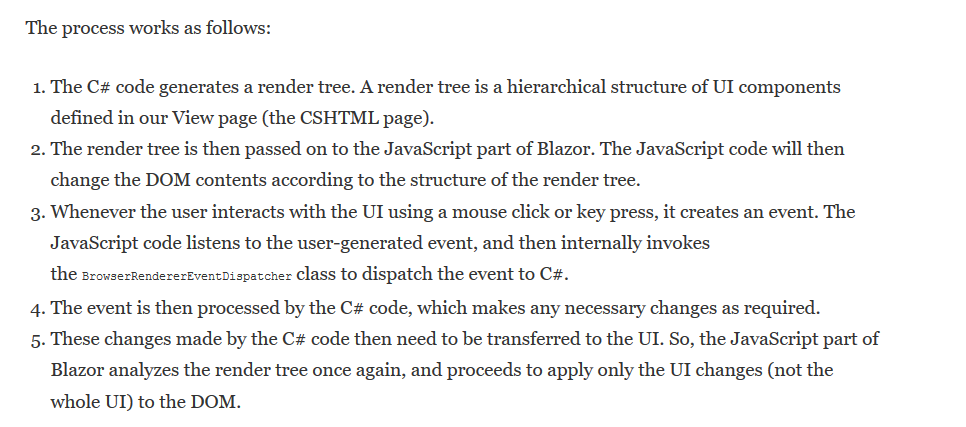 The process works as follows:
1. The C# code generates a render tree. A render tree is a hierarchical structure of UI components
defined in our View page (the CSHTML page).
2. The render tree is then passed on to the JavaScript part of Blazor. The JavaScript code will then
change the DOM contents according to the structure of the render tree.
3. Whenever the user interacts with the UI using a mouse click or key press, it creates an event. The
JavaScript code listens to the user-generated event, and then internally invokes
the BrowserRendererEventDispatcher class to dispatch the event to C#.
4. The event is then processed by the C# code, which makes any necessary changes as required.
5. These changes made by the C# code then need to be transferred to the UI. So, the JavaScript part of
Blazor analyzes the render tree once again, and proceeds to apply only the UI changes (not the
whole UI) to the DOM.